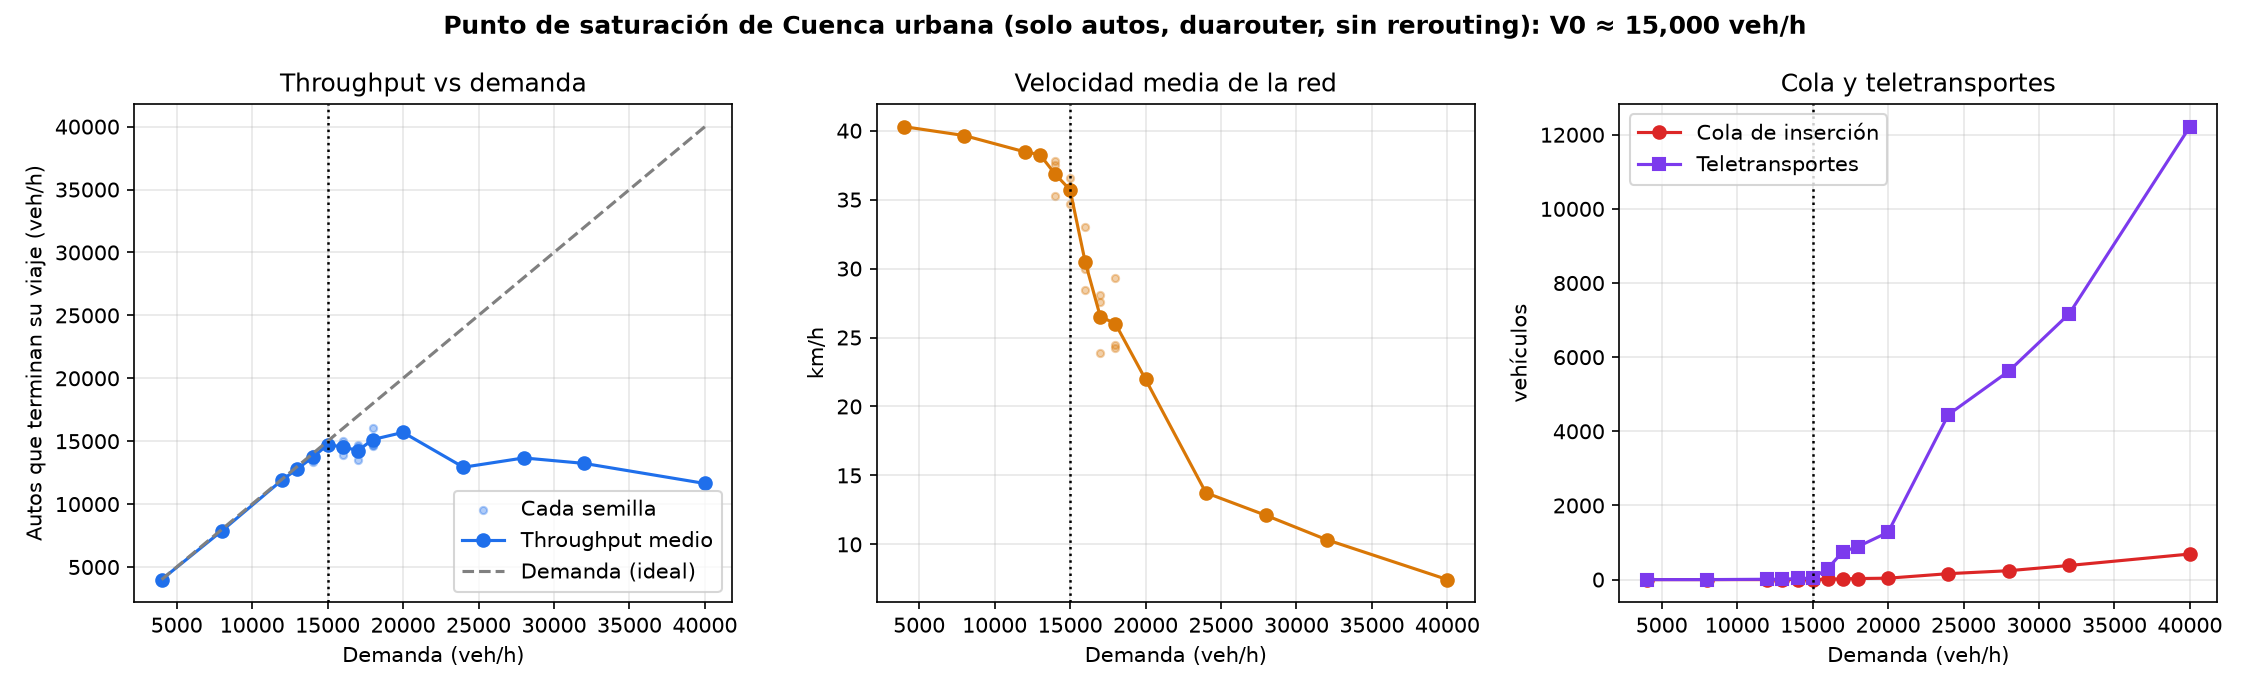 Punto de saturación de Cuenca urbana (solo autos, duarouter, sin rerouting): V0 ≈ 15,000 veh/h
Throughput vs demanda
Autos que terminan su viaje (veh/h)
40000
35000
30000
25000
20000
15000
10000
5000
Cada semilla
Throughput medio
Demanda (ideal)
5000 10000 15000 20000 25000 30000 35000 40000
Demanda (veh/h)
Velocidad media de la red
km/h
40
35
30
25
20
15
10
5000 10000 15000 20000 25000 30000 35000 40000
Demanda (veh/h)
Cola y teletransportes
vehículos
Cola de inserción
Teletransportes
12000
10000
8000
6000
4000
2000
0
5000 10000 15000 20000 25000 30000 35000 40000
Demanda (veh/h)